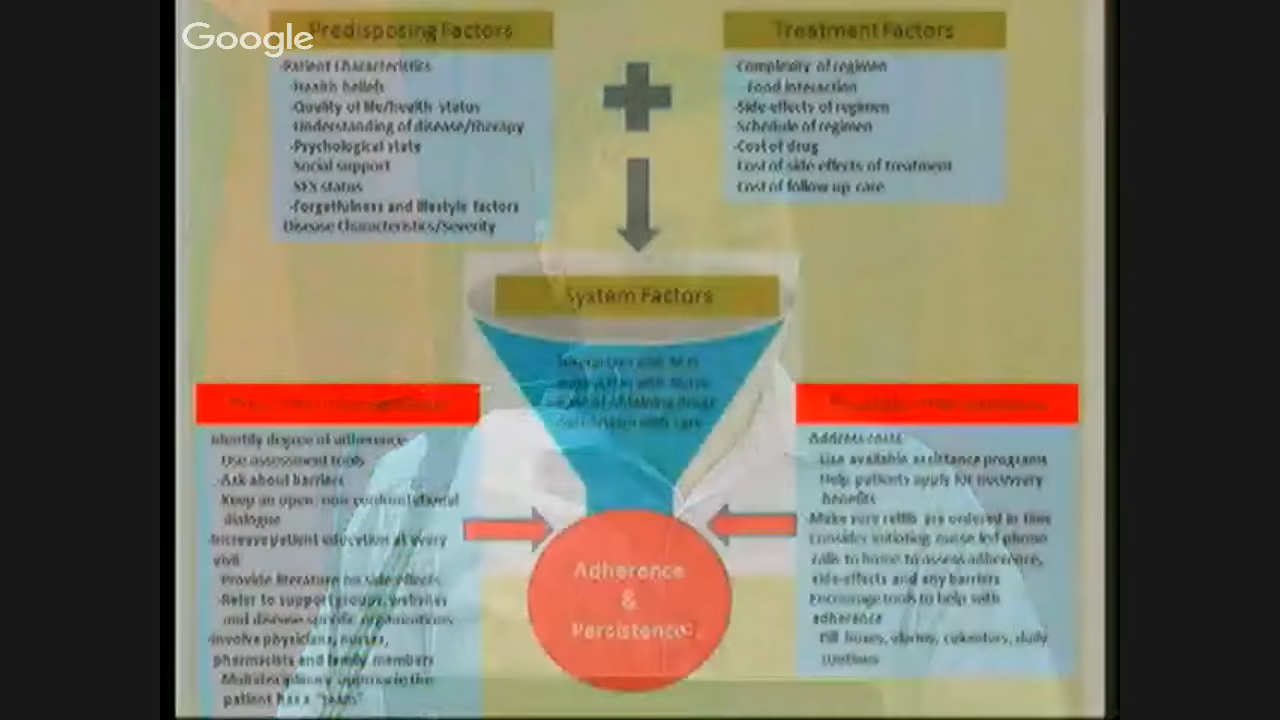 Google
Predisposing Factors
-Patient Characteristics
-Health beliefs
-Quality of life/health status
-Understanding of disease/therapy
-Psychological state
Social support
SES status
-Forgetfulness and lifestyle factors
Disease Characteristics/Severity
Treatment Factors
-Complexity of regimen
Food interaction
-Side-effects of regimen
-Schedule of regimen
-Cost of drug
Cost of side effects of treatment
Cost of follow up care
System Factors
Identify degree of adherence
Use assessment tools
-Ask about barriers
Keep an open, non confrontational
dialogue
-Increase patient education at every
visit
Provide literature on side effects
-Refer to support groups, websites
and disease specific organizations
-Involve physicians, nurses,
pharmacists and family members
Multidisciplinary approach: the
patient has a "team"
Adherence
&
Persistence
Address costs
Use available assistance programs
Help patients apply for necessary
benefits
-Make sure refills are ordered in time
Consider initiating nurse led phone
calls to home to assess adherence,
side-effects and any barriers
Encourage tools to help with
adherence
Pill boxes, alarms, calendars, daily
routines